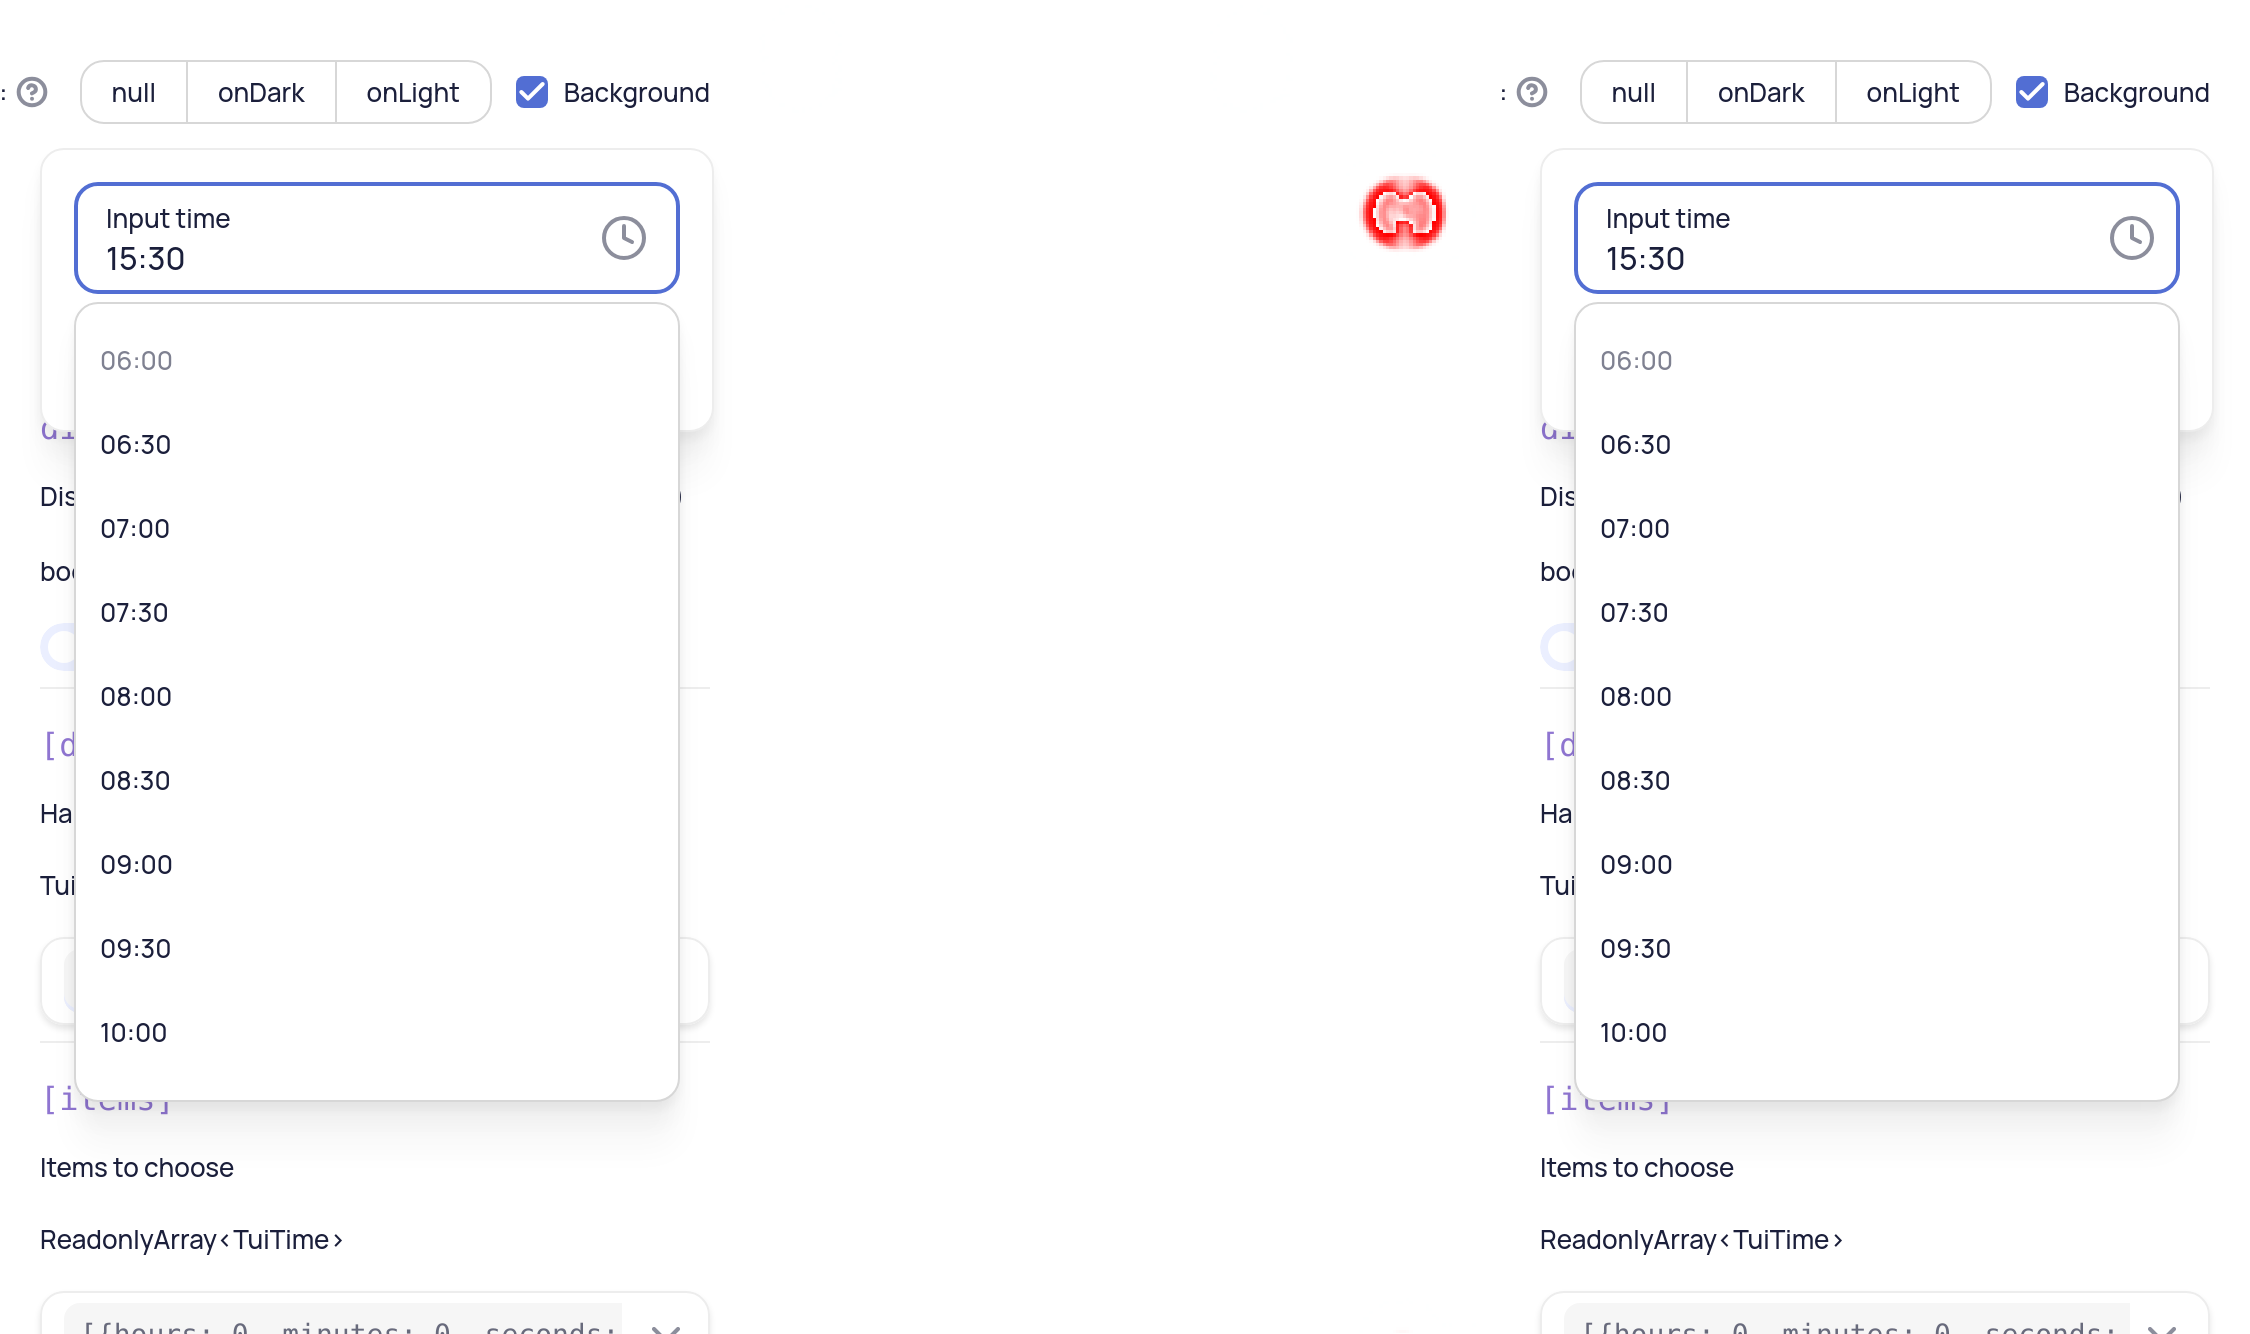 : null onDark onLight Background
Input time
15:30
06:00
06:30
Dis
07:00
boo
07:30
08:00
[d
08:30
Ha
09:00
Tui
09:30
10:00
[items]
Items to choose
ReadonlyArray<TuiTime>
[{hours: 0, minutes: 0, seconds:
: null onDark onLight Background
Input time
15:30
06:00
06:30
Dis
07:00
07:30
08:00
[d
08:30
Ha
09:00
Tui
09:30
10:00
[items]
Items to choose
ReadonlyArray<TuiTime>
[{hours: 0, minutes: 0, seconds: